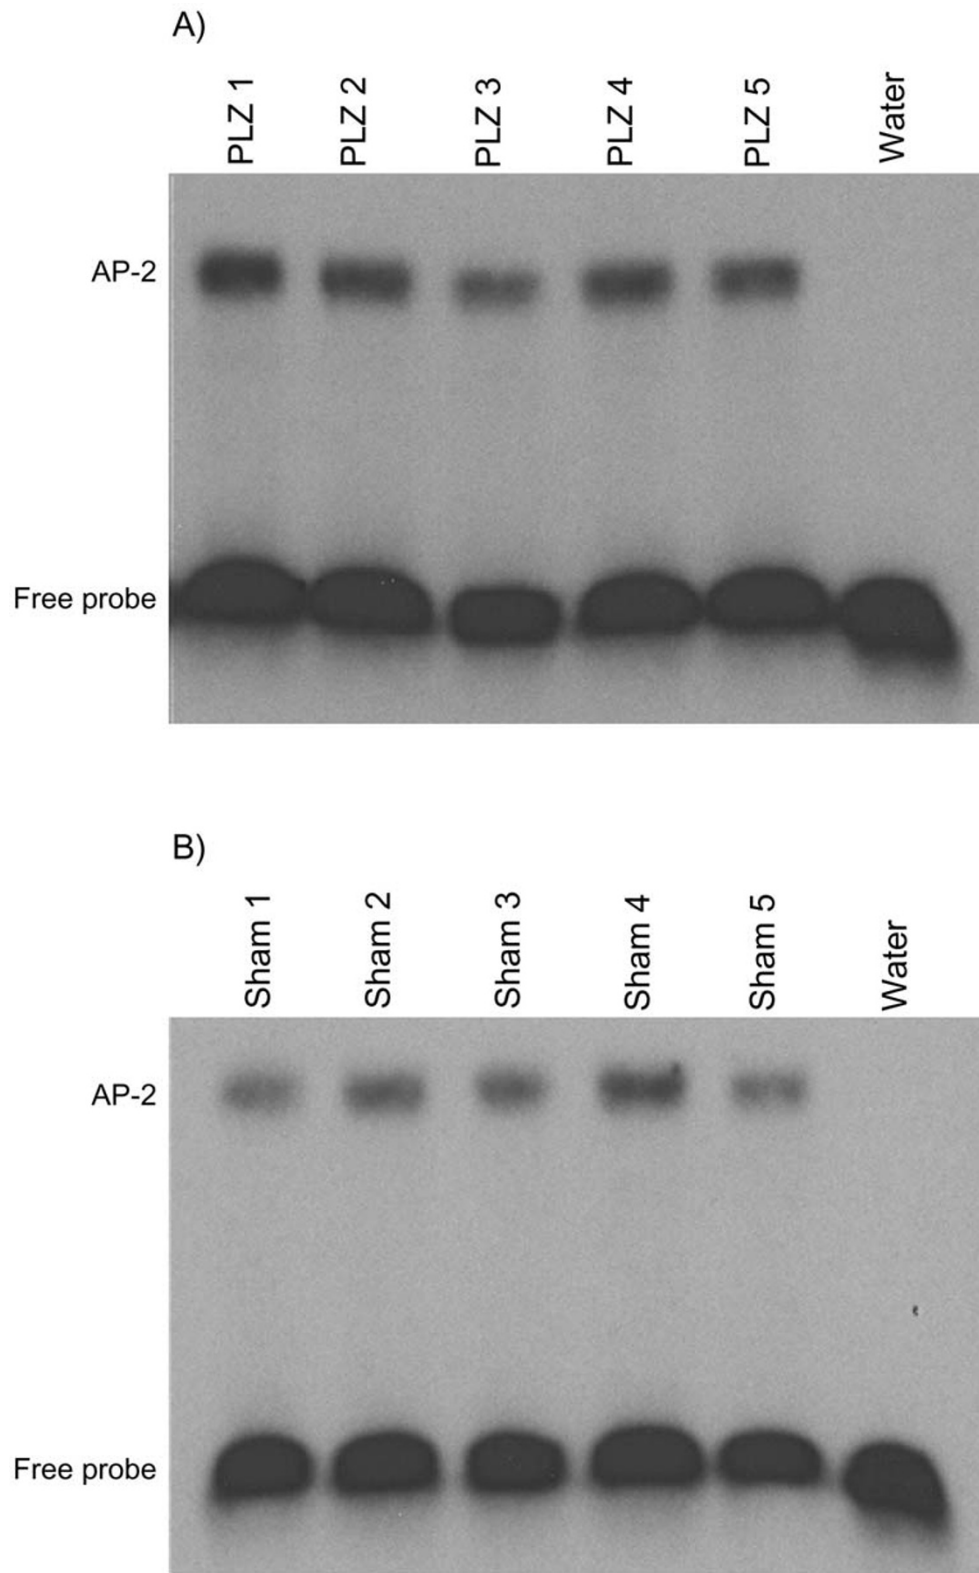 A)
PLZ 1
PLZ 2
PLZ 3
PLZ 4
PLZ 5
Water
AP-2
Free probe
B)
Sham 1
Sham 2
Sham 3
Sham 4
Sham 5
Water
AP-2
Free probe